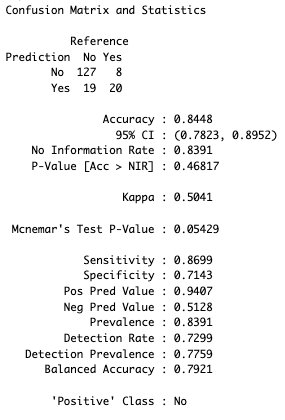 Confusion Matrix and Statistics
Reference
Prediction No Yes
No 127 8
Yes 19 20
Accuracy : 0.8448
95% CI : (0.7823, 0.8952)
No Information Rate : 0.8391
P-Value [Acc > NIR] : 0.46817
Kappa : 0.5041
Mcnemar's Test P-Value : 0.05429
Sensitivity : 0.8699
Specificity : 0.7143
Pos Pred Value : 0.9407
Neg Pred Value : 0.5128
Prevalence : 0.8391
Detection Rate : 0.7299
Detection Prevalence : 0.7759
Balanced Accuracy : 0.7921
'Positive' Class : No